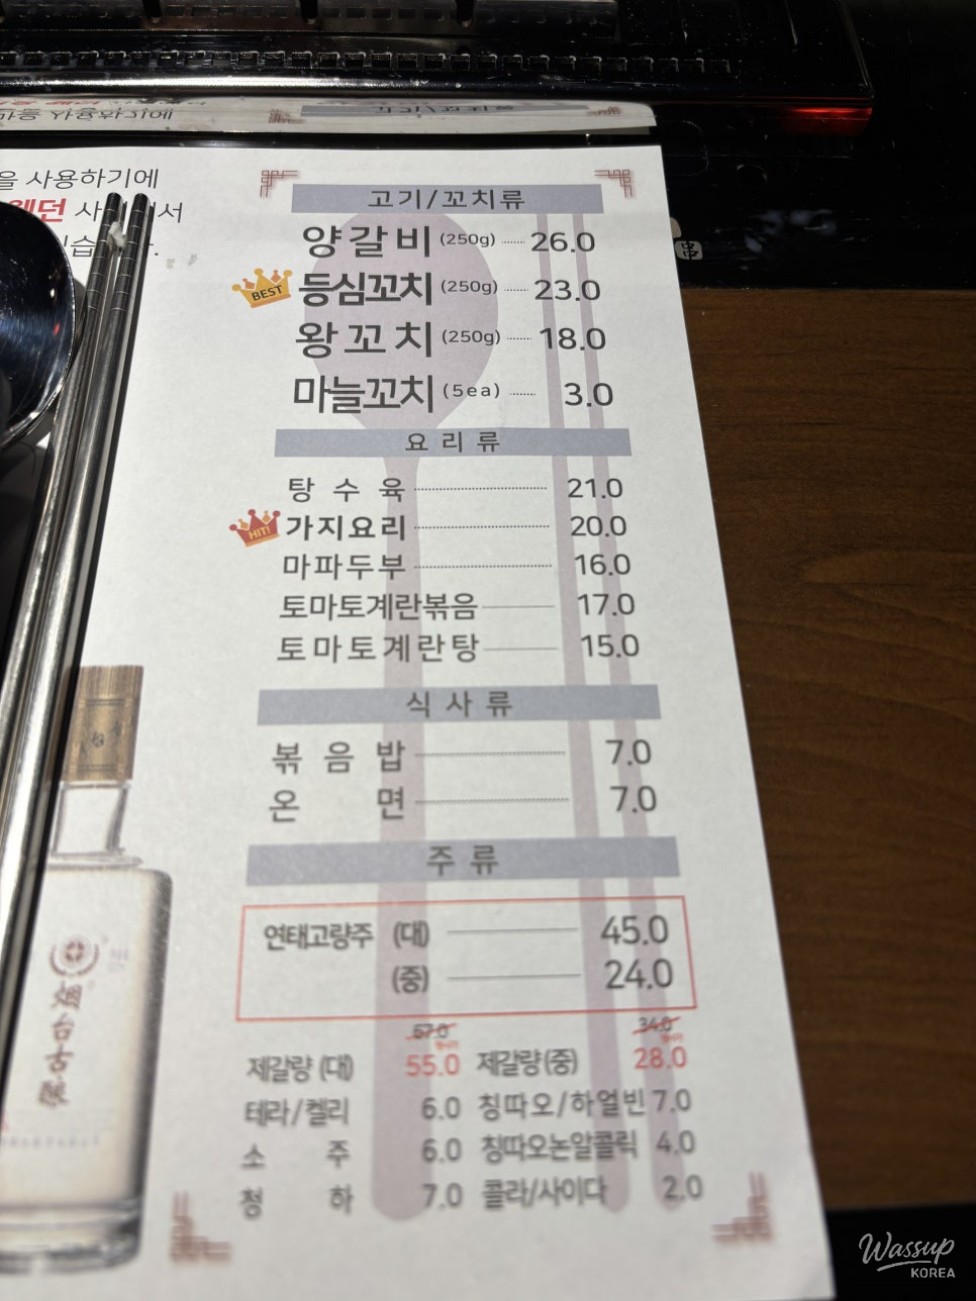 을 사용하기에
고기/꼬치류
양갈비 (250g) 26.0
BEST 등심꼬치 (250g) 23.0
왕꼬치 (250g) 18.0
마늘꼬치 (5ea) 3.0
요리류
탕수육 21.0
HIT! 가지요리 20.0
마파두부 16.0
토마토계란볶음 17.0
토마토계란탕 15.0
식사류
볶음밥 7.0
온면 7.0
주류
연태고량주 (대) 45.0
(중) 24.0
57.0 34.0
제갈량 (대) 55.0 제갈량 (중) 28.0
테라/켈리 6.0 칭따오/하얼빈 7.0
소주 6.0 칭따오논알콜릭 4.0
청하 7.0 콜라/사이다 2.0
烟台古酿
Wassup
KOREA